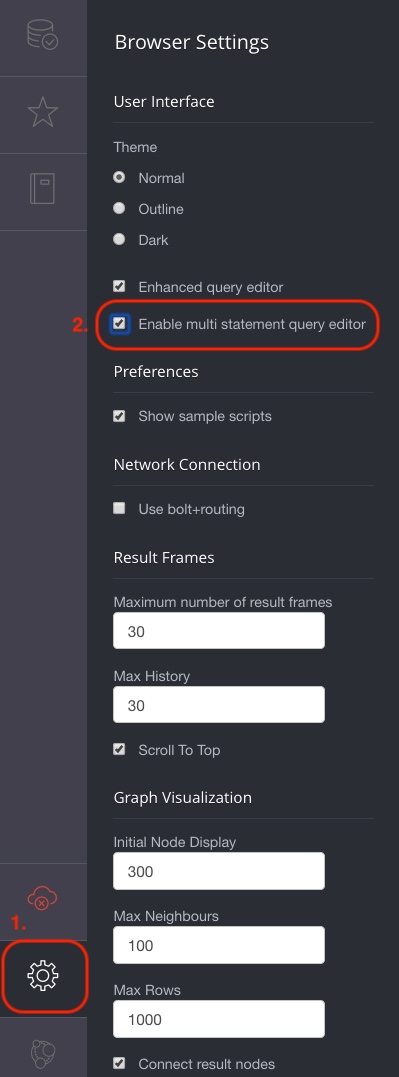 Browser Settings
User Interface
Theme
Normal
Outline
Dark
Enhanced query editor
2.
Enable multi statement query editor
Preferences
Show sample scripts
Network Connection
Use bolt+routing
Result Frames
Maximum number of result frames
30
Max History
30
Scroll To Top
Graph Visualization
Initial Node Display
300
Max Neighbours
1.
100
Max Rows
1000
Connect result nodes